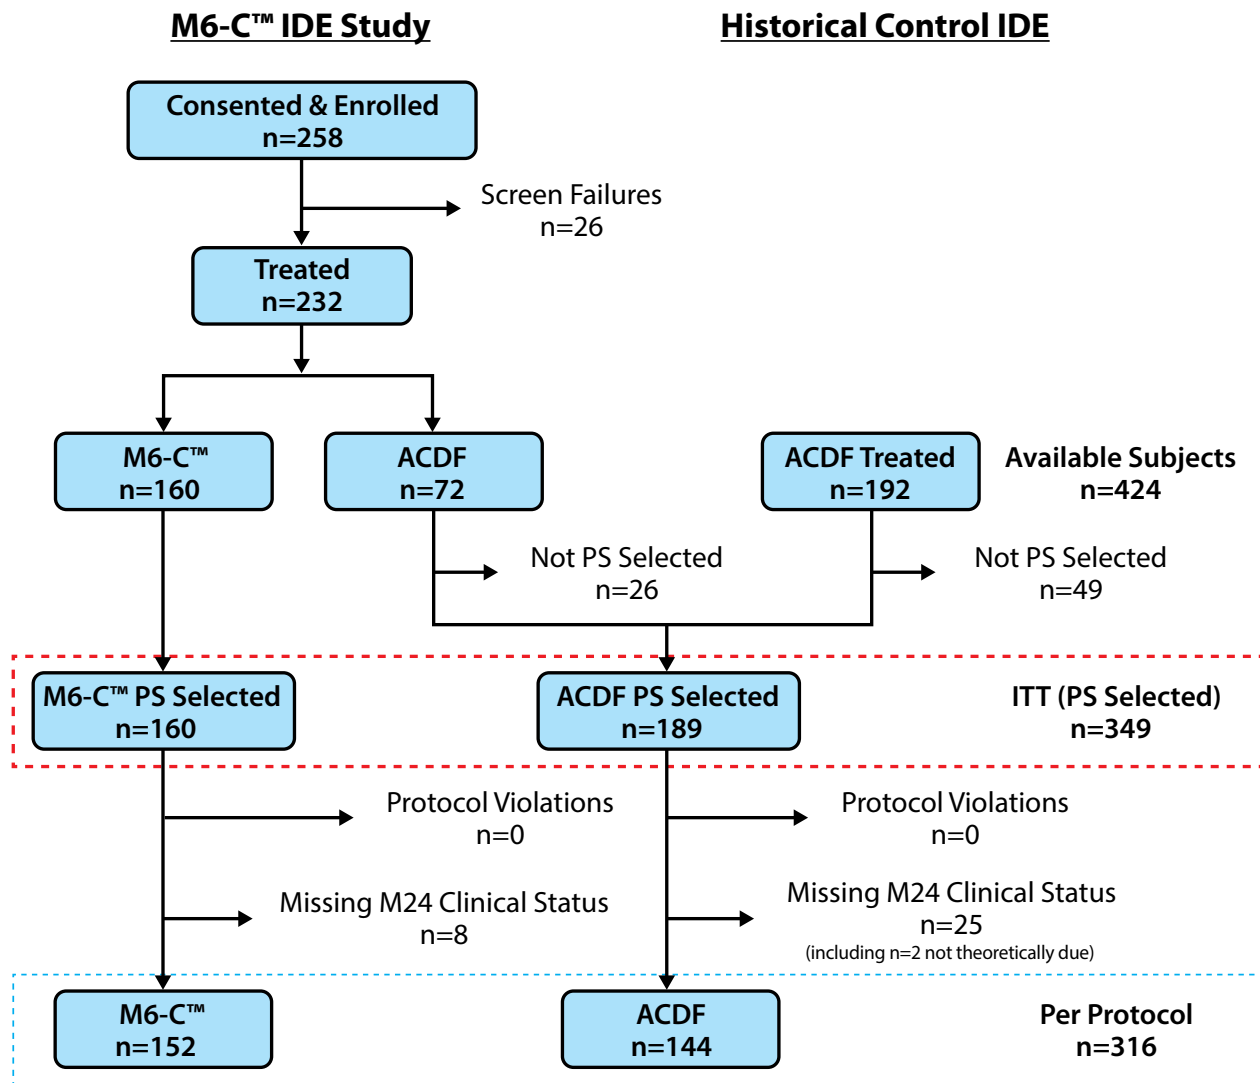 M6-C™ IDE Study
Historical Control IDE
Consented & Enrolled
n=258
Screen Failures
n=26
Treated
n=232
M6-C™
n=160
ACDF
n=72
ACDF Treated
n=192
Available Subjects
n=424
Not PS Selected
n=26
Not PS Selected
n=49
M6-C™ PS Selected
n=160
ACDF PS Selected
n=189
ITT (PS Selected)
n=349
Protocol Violations
n=0
Protocol Violations
n=0
Missing M24 Clinical Status
n=8
Missing M24 Clinical Status
n=25
(including n=2 not theoretically due)
M6-C™
n=152
ACDF
n=144
Per Protocol
n=316